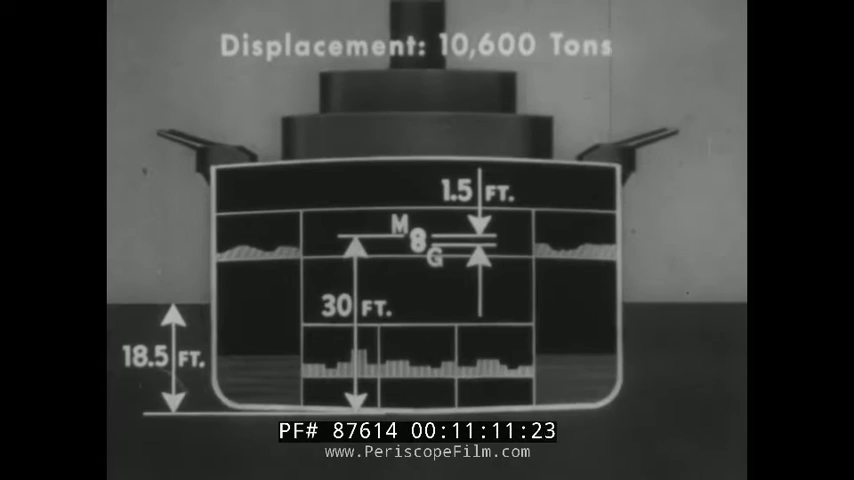 Displacement: 10,600 Tons
1.5 FT.
M
G
30 FT.
18.5 FT.
PF# 87614 00:11:11:23
www.PeriscopeFilm.com